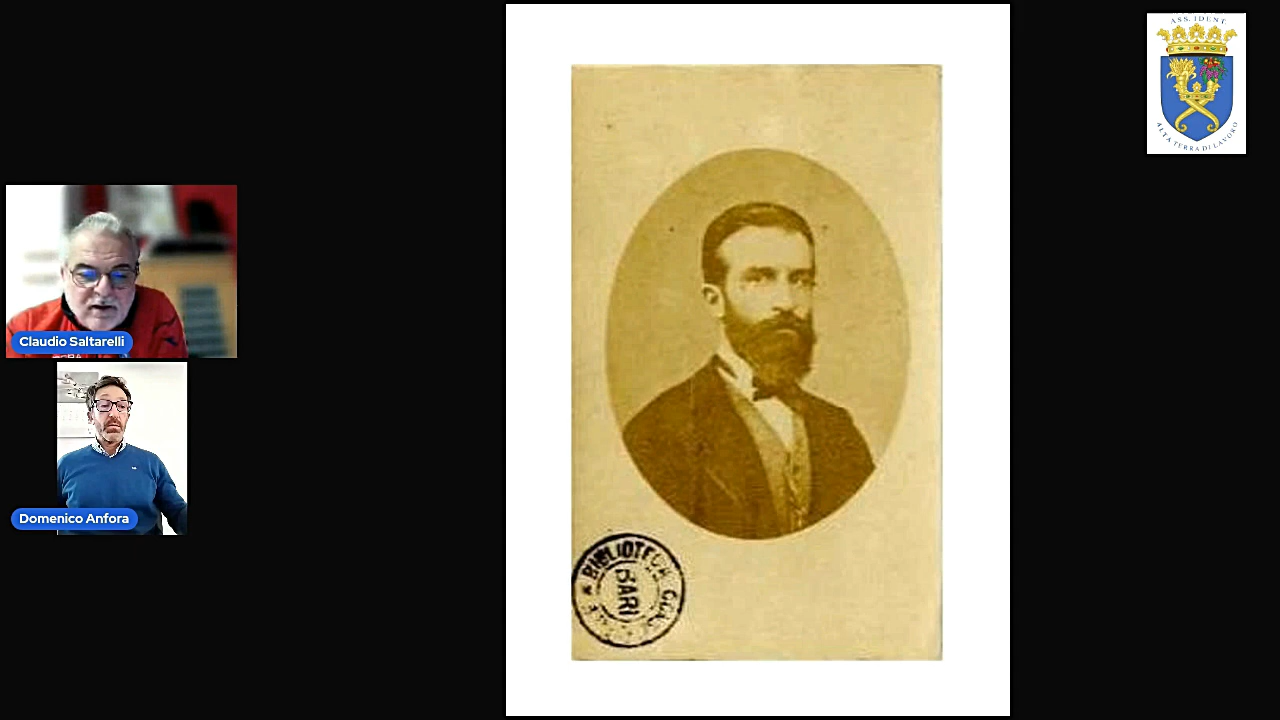 ASS. IDENT.
ALTA TERRA DI LAVORO
Claudio Saltarelli
Domenico Anfora
BIBLIOTECA
BARI